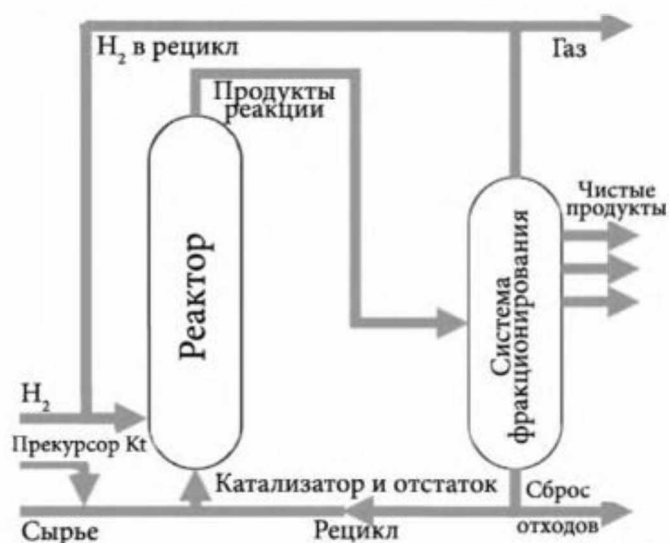 H₂ в рецикл
Газ
Продукты
реакции
Чистые
продукты
Реактор
Система
фракционирования
H₂
Прекурсор Kt
Катализатор и отстаток
Сброс
отходов
Сырье
Рецикл